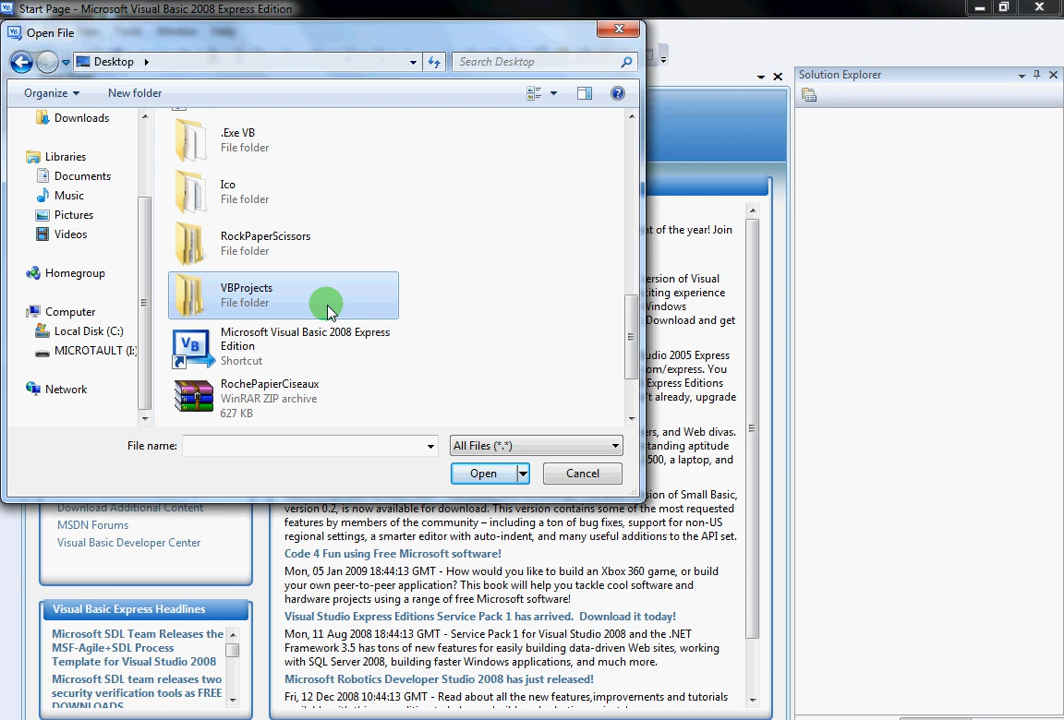 Start Page - Microsoft Visual Basic 2008 Express Edition
Open File
Desktop
Search Desktop
Organize
New folder
Downloads
Libraries
Documents
Music
Pictures
Videos
Homegroup
Computer
Local Disk (C:)
MICROTAULT (I:
Network
.Exe VB
File folder
Ico
File folder
RockPaperScissors
File folder
VBProjects
File folder
Microsoft Visual Basic 2008 Express
Edition
Shortcut
RochePapierCiseaux
WinRAR ZIP archive
627 KB
File name:
All Files (*.*)
Open
Cancel
Solution Explorer
nt of the year! Join
ersion of Visual
iting experience
Windows
Download and get
udio 2005 Express
om/express. You
Express Editions
't already, upgrade
ers, and Web divas.
tanding aptitude
500, a laptop, and
sion of Small Basic,
version 0.2, is now available for download. This version contains some of the most requested
features by members of the community – including a ton of bug fixes, support for non-US
regional settings, a smarter editor with auto-indent, and many useful additions to the API set.
Code 4 Fun using Free Microsoft software!
Mon, 05 Jan 2009 18:44:13 GMT - How would you like to build an Xbox 360 game, or build
your own peer-to-peer application? This book will help you tackle cool software and
hardware projects using a range of free Microsoft software!
Visual Studio Express Editions Service Pack 1 has arrived. Download it today!
Mon, 11 Aug 2008 18:44:13 GMT - Service Pack 1 for Visual Studio 2008 and the .NET
Framework 3.5 has tons of new features for easily building data-driven Web sites, working
with SQL Server 2008, building faster Windows applications, and much more.
Microsoft Robotics Developer Studio 2008 has just released!
Fri, 12 Dec 2008 10:44:13 GMT - Read about all the new features,improvements and tutorials
Download Additional Content
MSDN Forums
Visual Basic Developer Center
Visual Basic Express Headlines
Microsoft SDL Team Releases the
MSF-Agile+SDL Process
Template for Visual Studio 2008
Microsoft SDL team releases two
security verification tools as FREE
DOWNLOADS